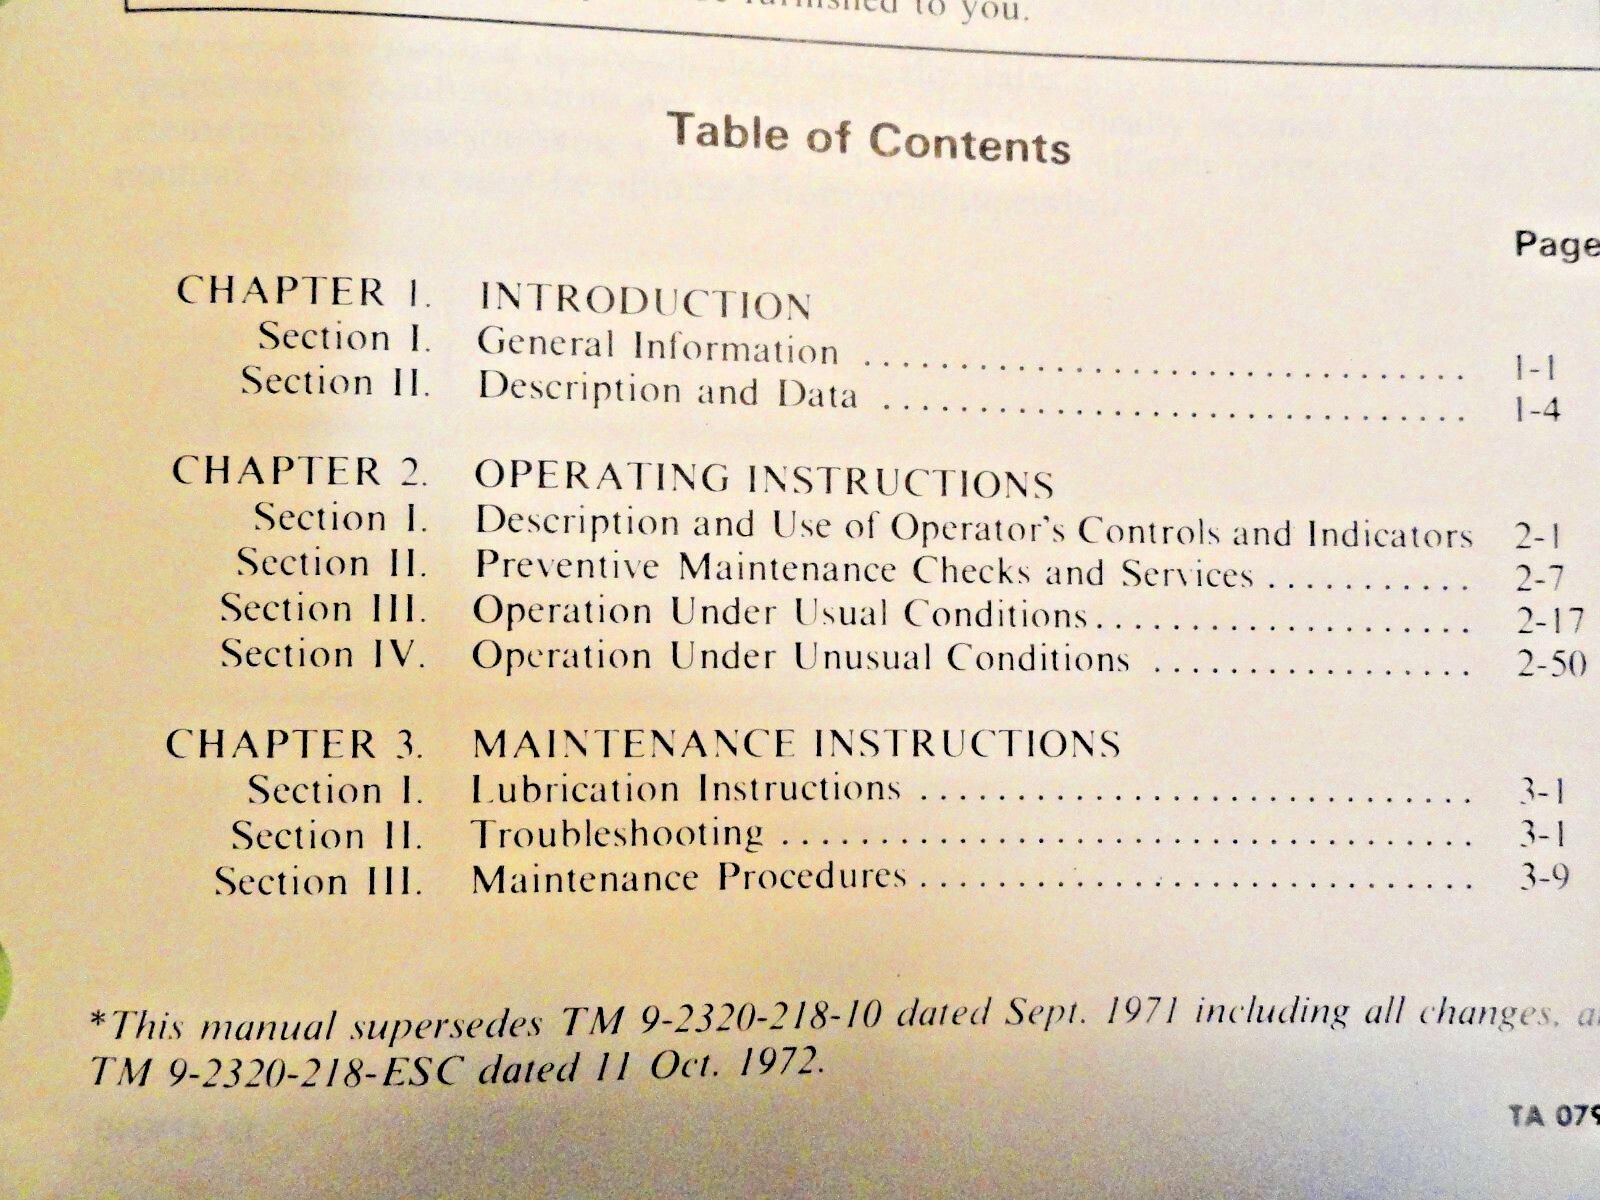 furnished to you.
Table of Contents
Page
CHAPTER 1. INTRODUCTION
Section I. General Information .................................. 1-1
Section II. Description and Data ................................. 1-4
CHAPTER 2. OPERATING INSTRUCTIONS
Section I. Description and Use of Operator's Controls and Indicators 2-1
Section II. Preventive Maintenance Checks and Services ........... 2-7
Section III. Operation Under Usual Conditions.................... 2-17
Section IV. Operation Under Unusual Conditions ................. 2-50
CHAPTER 3. MAINTENANCE INSTRUCTIONS
Section I. Lubrication Instructions ............................. 3-1
Section II. Troubleshooting .................................... 3-1
Section III. Maintenance Procedures ............................. 3-9
*This manual supersedes TM 9-2320-218-10 dated Sept. 1971 including all changes,
TM 9-2320-218-ESC dated 11 Oct. 1972.
TA 079